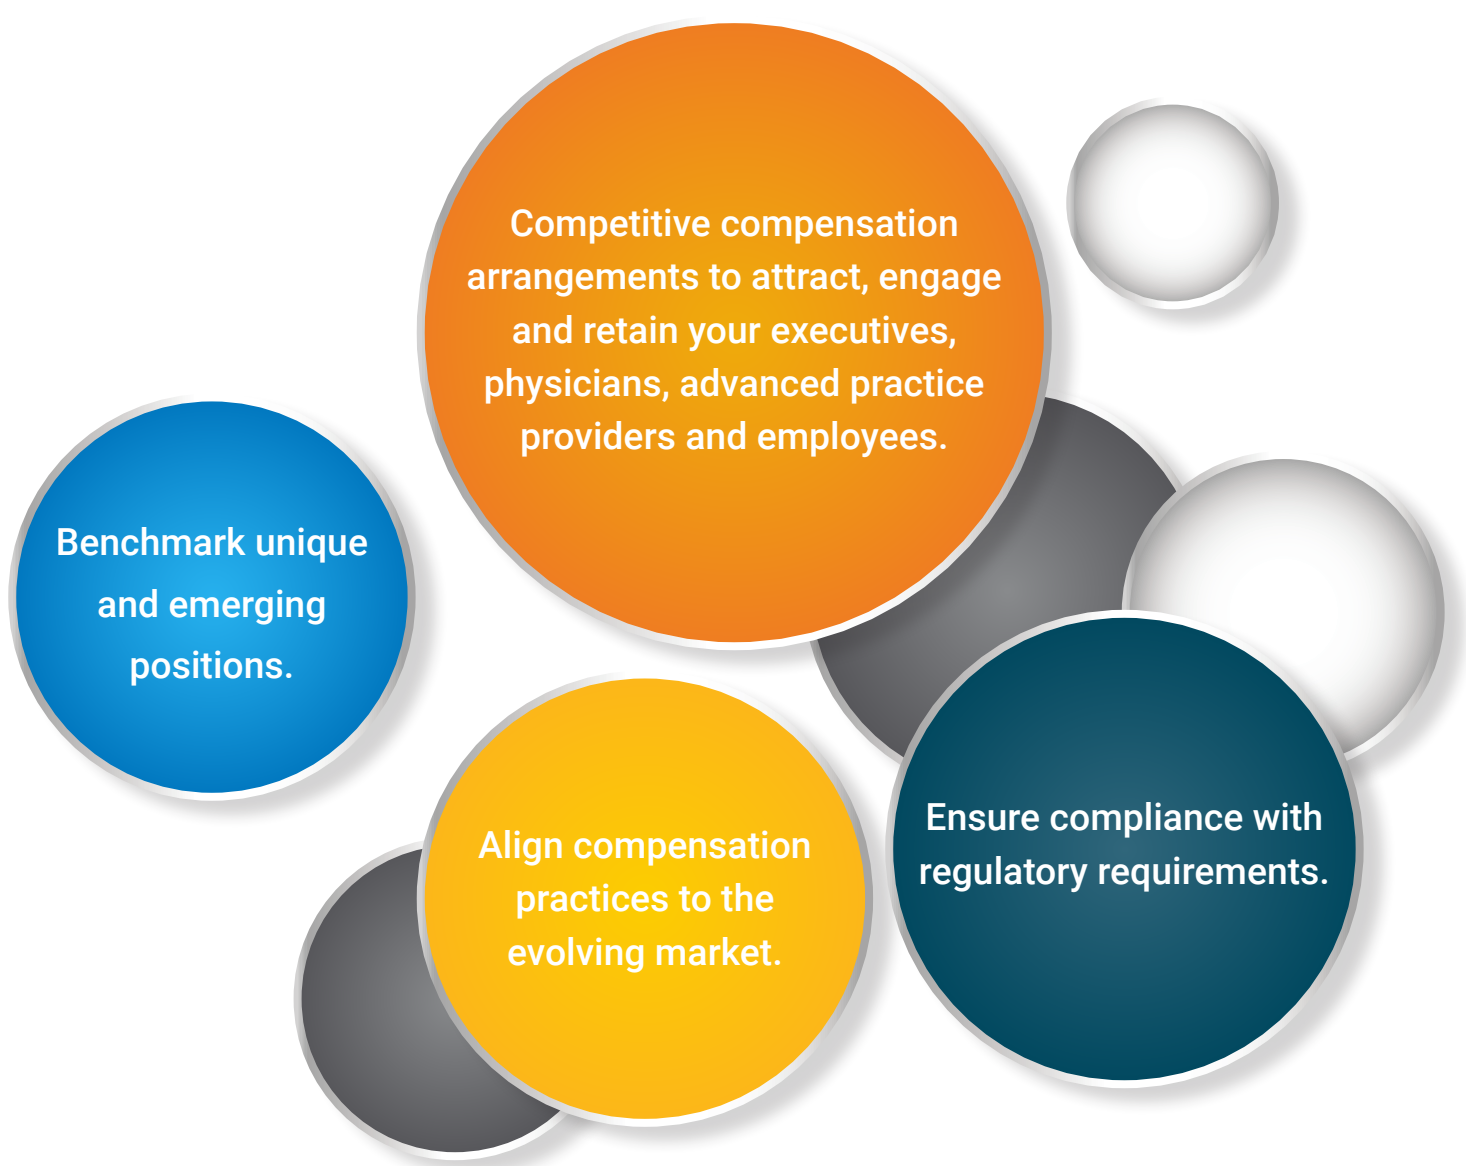 Competitive compensation
arrangements to attract, engage
and retain your executives,
physicians, advanced practice
providers and employees.
Benchmark unique
and emerging
positions.
Align compensation
practices to the
evolving market.
Ensure compliance with
regulatory requirements.